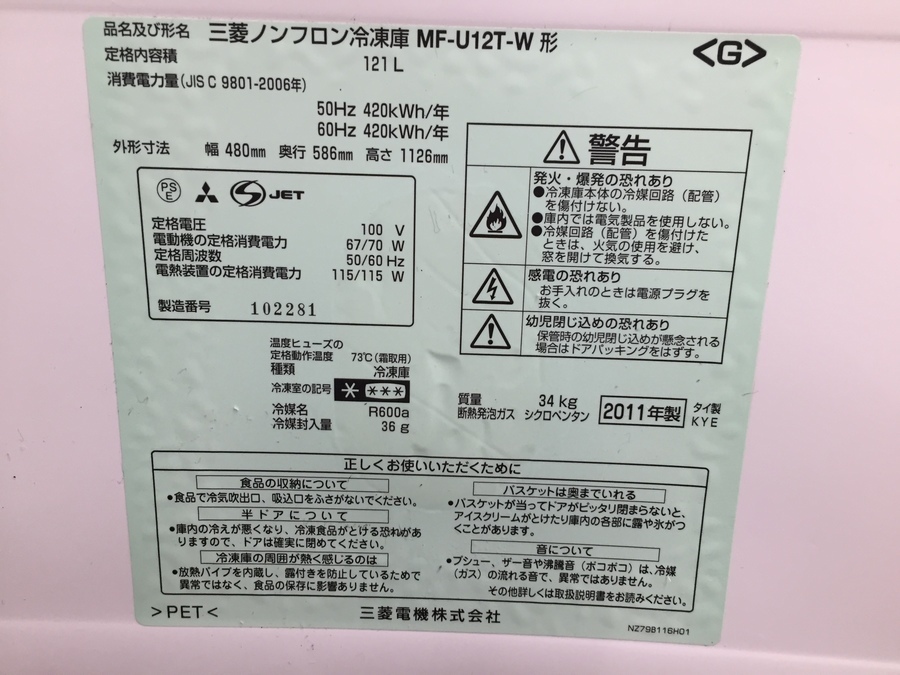 品名及び形名 三菱ノンフロン冷凍庫 MF-U12T-W 形
<G>
定格内容積 121L
消費電力量(JIS C 9801-2006年)
50Hz 420kWh/年
60Hz 420kWh/年
外形寸法 幅 480mm 奥行 586mm 高さ 1126mm
PSE JET
定格電圧 100 V
電動機の定格消費電力 67/70 W
定格周波数 50/60 Hz
電熱装置の定格消費電力 115/115 W
製造番号 102281
警告
発火・爆発の恐れあり
●冷凍庫本体の冷媒回路（配管）
を傷付けない。
●庫内では電気製品を使用しない。
●冷媒回路（配管）を傷付けた
ときは、火気の使用を避け、
窓を開けて換気する。
感電の恐れあり
お手入れのときは電源プラグを
抜く。
幼児閉じ込めの恐れあり
保管時の幼児閉じ込めが懸念される
場合はドアパッキングをはずす。
温度ヒューズの
定格動作温度 73℃（霜取用）
種類 冷凍庫
冷凍室の記号 * ***
冷媒名 R600a
冷媒封入量 36 g
質量 34 kg
断熱発泡ガス シクロペンタン
2011年製
タイ製
KYE
正しくお使いいただくために
食品の収納について
●食品で冷気吹出口、吸込口をふさがないでください。
半ドアについて
●庫内の冷えが悪くなり、冷凍食品がとける恐れがあ
りますので、ドアは確実に閉めてください。
冷凍庫の周囲が熱く感じるのは
●放熱パイプを内蔵し、露付きを防止しているためで
異常ではなく、食品の保存に影響ありません。
バスケットは奥までいれる
●バスケットが当ってドアがピッタリ閉まらないと、
アイスクリームがとけたり庫内の各部に露や氷がつ
くことがあります。
音について
●プシュー、ザー音や沸騰音（ポコポコ）は、冷媒
（ガス）の流れる音で、異常ではありません。
その他詳しくは取扱説明書をお読みください。
>PET<
三菱電機株式会社
NZ79B116H01